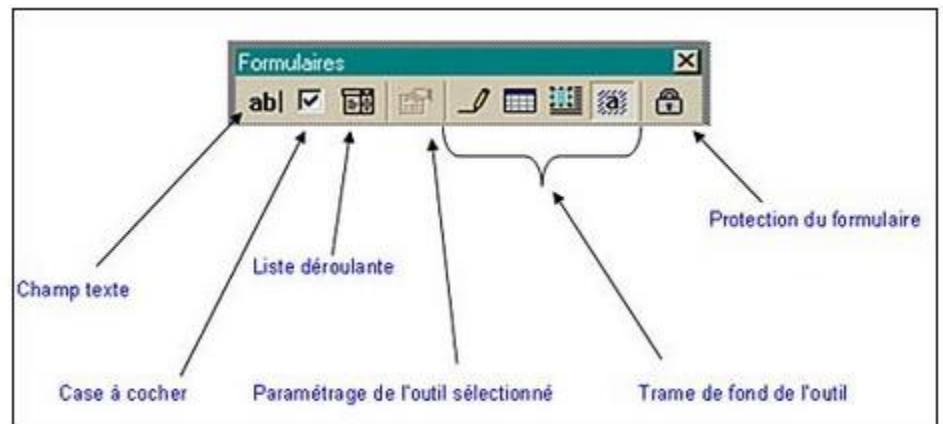 Formulaires
ab|
a
Protection du formulaire
Liste déroulante
Champ texte
Case à cocher
Paramétrage de l'outil sélectionné
Trame de fond de l'outil